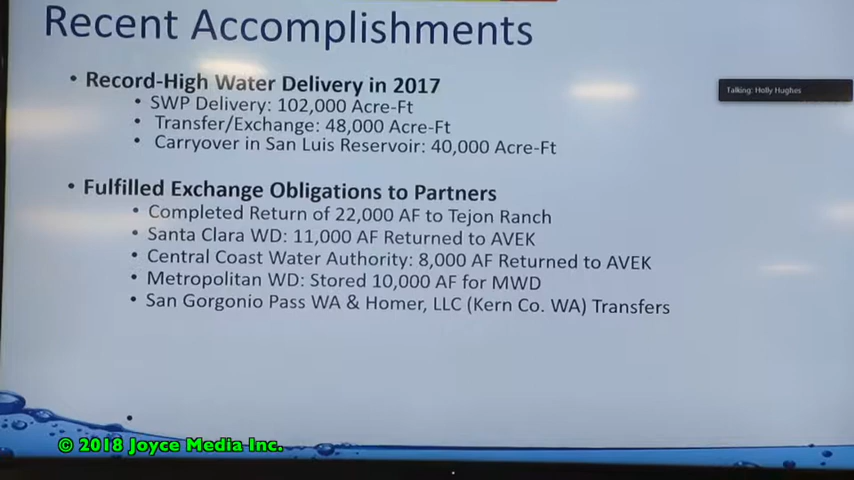 Recent Accomplishments
• Record-High Water Delivery in 2017
• SWP Delivery: 102,000 Acre-Ft
• Transfer/Exchange: 48,000 Acre-Ft
• Carryover in San Luis Reservoir: 40,000 Acre-Ft
Talking: Holly Hughes
• Fulfilled Exchange Obligations to Partners
• Completed Return of 22,000 AF to Tejon Ranch
• Santa Clara WD: 11,000 AF Returned to AVEK
• Central Coast Water Authority: 8,000 AF Returned to AVEK
• Metropolitan WD: Stored 10,000 AF for MWD
• San Gorgonio Pass WA & Homer, LLC (Kern Co. WA) Transfers
© 2018 Joyce Media Inc.